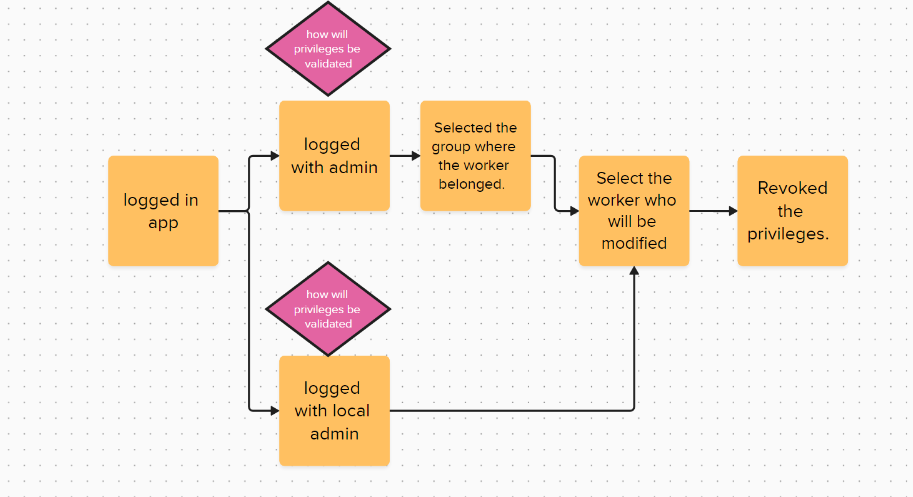 how will
privileges be
validated
logged
with admin
Selected the
group where
the worker
belonged.
logged in
app
Select the
worker who
will be
modified
Revoked
the
privileges.
how will
privileges be
validated
logged
with local
admin